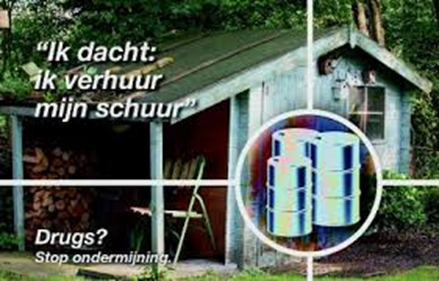 “Ik dacht:
ik verhuur
mijn schuur”
Drugs?
Stop ondermijning.